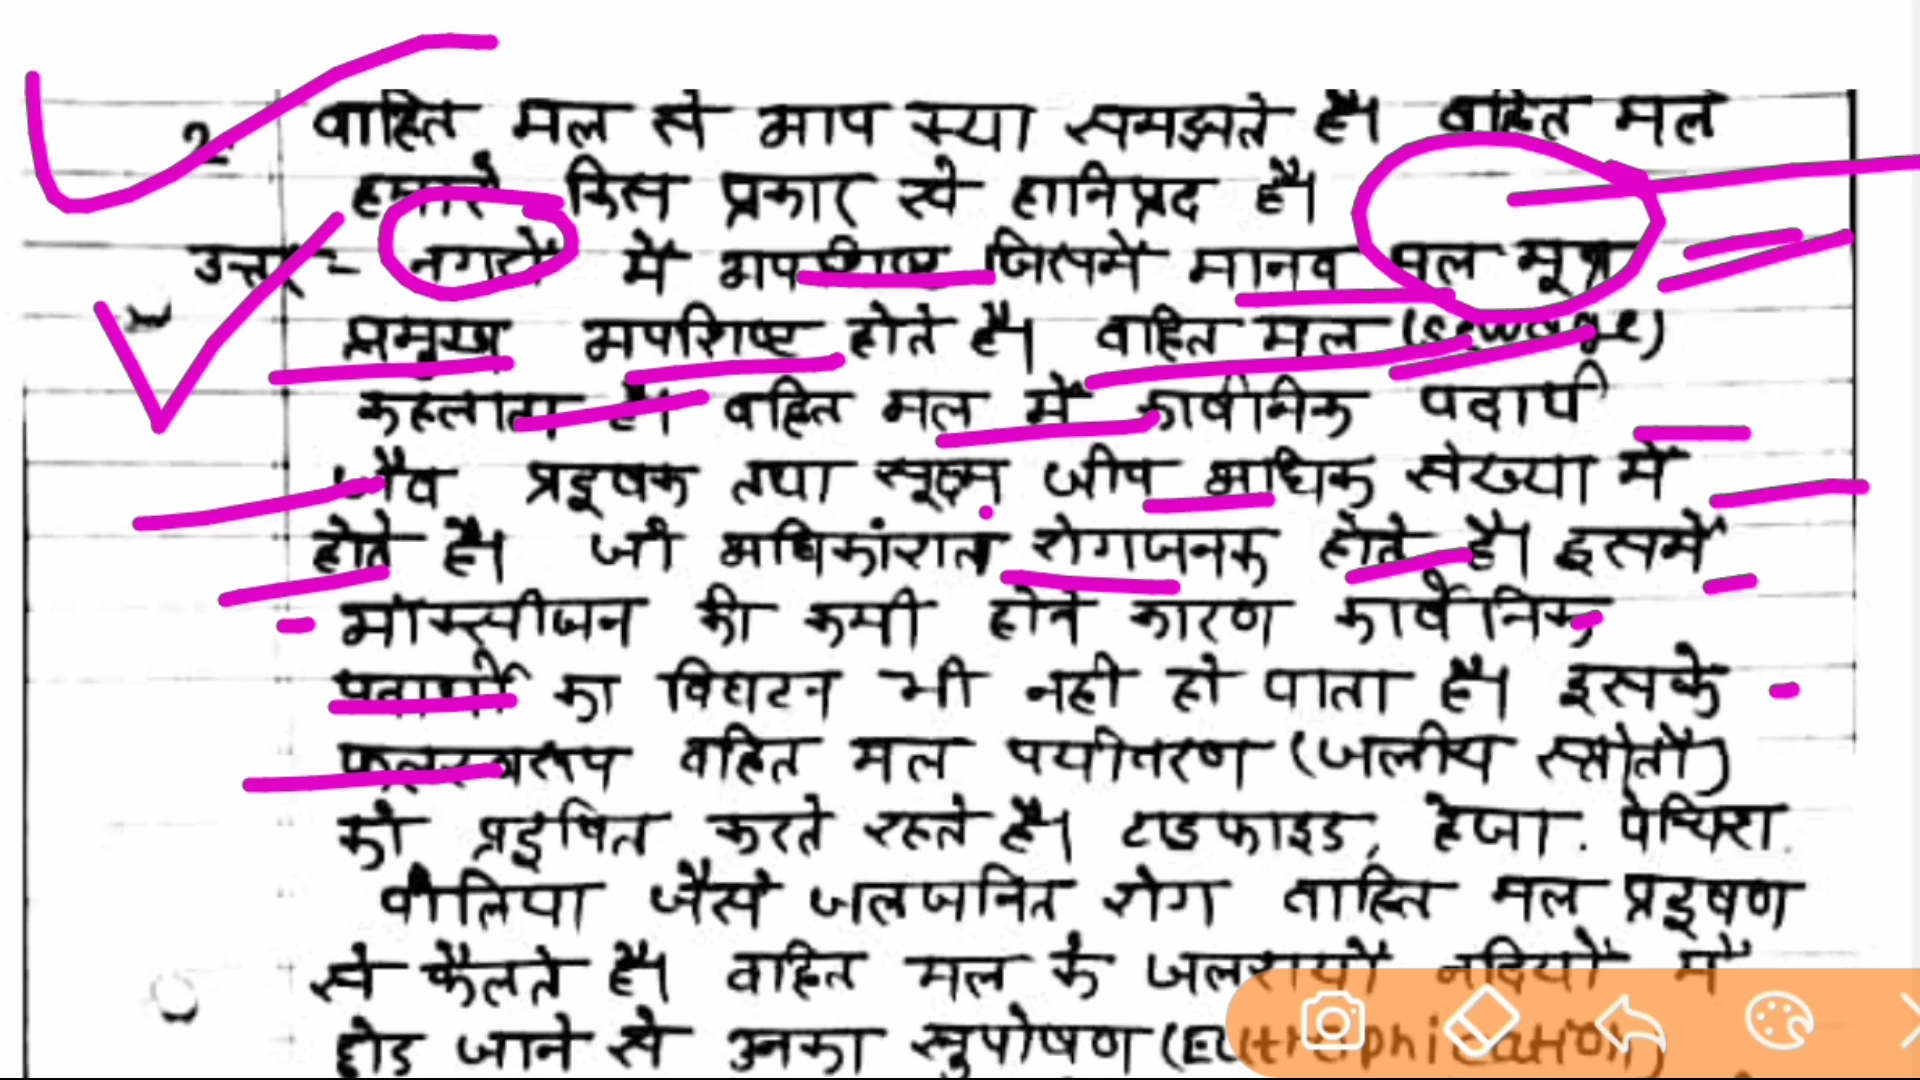 2 वाहित मल से आप क्या समझते है। वाहित मल
हमारे किस प्रकार से हानिप्रद है।
उत्तर- नगरों में अपशिष्ट जिसमें मानव मल मूत्र
प्रमुख अपशिष्ट होते है। वाहित मल (sewage)
कहलाता है। वाहित मल में कार्बनिक पदार्थ
जैव प्रदूषक तथा सूक्ष्म जीव अधिक संख्या में
होते है। जो अधिकांशत रोगजनक होते है। इसमें
ऑक्सीजन की कमी होने कारण कार्बनिक
पदार्थो का विघटन भी नही हो पाता है। इसके
फलस्वरूप वाहित मल पर्यावरण (जलीय स्त्रोतों)
को प्रदूषित करते रहते है। टाइफाइड, हैजा. पेचिश.
पीलिया जैसे जलजनित रोग वाहित मल प्रदूषण
से फैलते है। वाहित मल के जलाशयों नदियों में
छोड जाने से उनका सुपोषण (Eutrophication)